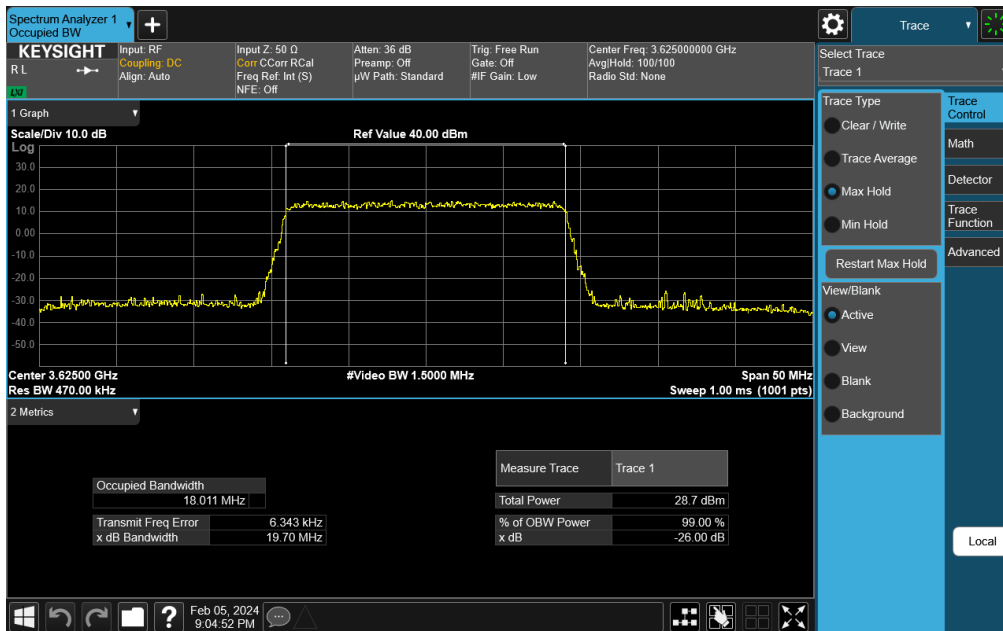 Spectrum Analyzer 1
Occupied BW
Trace
KEYSIGHT
R L
LXI
Input: RF
Coupling: DC
Align: Auto
Input Z: 50 Ω
Corr CCorr RCal
Freq Ref: Int (S)
NFE: Off
Atten: 36 dB
Preamp: Off
µW Path: Standard
Trig: Free Run
Gate: Off
#IF Gain: Low
Center Freq: 3.625000000 GHz
Avg|Hold: 100/100
Radio Std: None
Select Trace
Trace 1
1 Graph
Scale/Div 10.0 dB
Ref Value 40.00 dBm
Log
30.0
20.0
10.0
0.00
-10.0
-20.0
-30.0
-40.0
-50.0
Center 3.62500 GHz
#Video BW 1.5000 MHz
Span 50 MHz
Res BW 470.00 kHz
Sweep 1.00 ms (1001 pts)
Trace Type
Clear / Write
Trace Average
Max Hold
Min Hold
Restart Max Hold
View/Blank
Active
View
Blank
Background
Trace
Control
Math
Detector
Trace
Function
Advanced
Local
2 Metrics
Occupied Bandwidth
18.011 MHz
Transmit Freq Error 6.343 kHz
x dB Bandwidth 19.70 MHz
Measure Trace Trace 1
Total Power 28.7 dBm
% of OBW Power 99.00 %
x dB -26.00 dB
?
Feb 05, 2024
9:04:52 PM